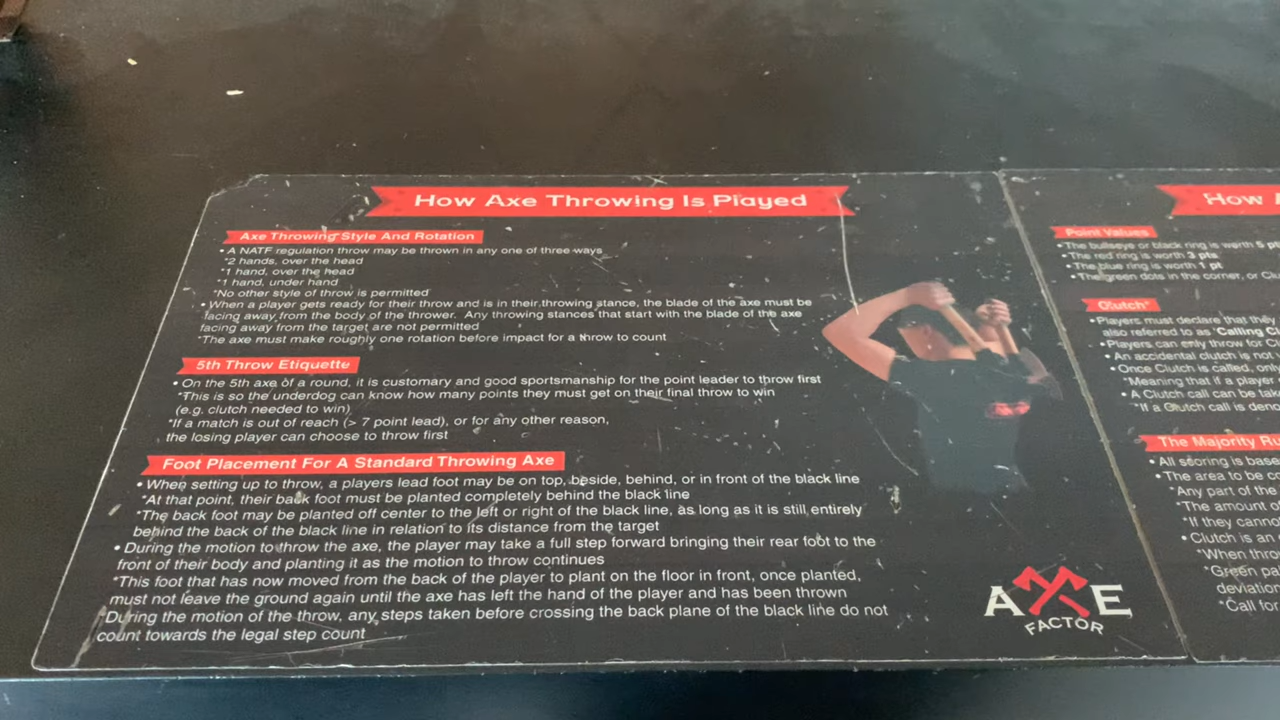 How Axe Throwing Is Played
Axe Throwing Style And Rotation
• A NATF regulation throw may be thrown in any one of three ways
*2 hands, over the head
*1 hand, over the head
*1 hand, under hand
*No other style of throw is permitted
• When a player gets ready for their throw and is in their throwing stance, the blade of the axe must be
facing away from the body of the thrower. Any throwing stances that start with the blade of the axe
facing away from the target are not permitted
*The axe must make roughly one rotation before impact for a throw to count
5th Throw Etiquette
• On the 5th axe of a round, it is customary and good sportsmanship for the point leader to throw first
*This is so the underdog can know how many points they must get on their final throw to win
(e.g. clutch needed to win)
*If a match is out of reach (> 7 point lead), or for any other reason,
the losing player can choose to throw first
Foot Placement For A Standard Throwing Axe
• When setting up to throw, a players lead foot may be on top, beside, behind, or in front of the black line
*At that point, their back foot must be planted completely behind the black line
*The back foot may be planted off center to the left or right of the black line, as long as it is still entirely
behind the back of the black line in relation to its distance from the target
• During the motion to throw the axe, the player may take a full step forward bringing their rear foot to the
front of their body and planting it as the motion to throw continues
*This foot that has now moved from the back of the player to plant on the floor in front, once planted,
must not leave the ground again until the axe has left the hand of the player and has been thrown
*During the motion of the throw, any steps taken before crossing the back plane of the black line do not
count towards the legal step count
AXE
FACTOR
How
Point Values
• The bullseye or black ring is worth 5
• The red ring is worth 3 pts
• The blue ring is worth 1 pt
• The green dots in the corner, or
Clutch*
• Players must declare that they
also referred to as 'Calling
• Players can only throw for
• An accidental clutch is not
• Once Clutch is called, only
*Meaning that if a player
• A Clutch call can be
*If a Clutch call is
The Majority
• All scoring is
• The area to be
*Any part of the
*The amount
*If they
• Clutch is an
*When
*Green
*Call for